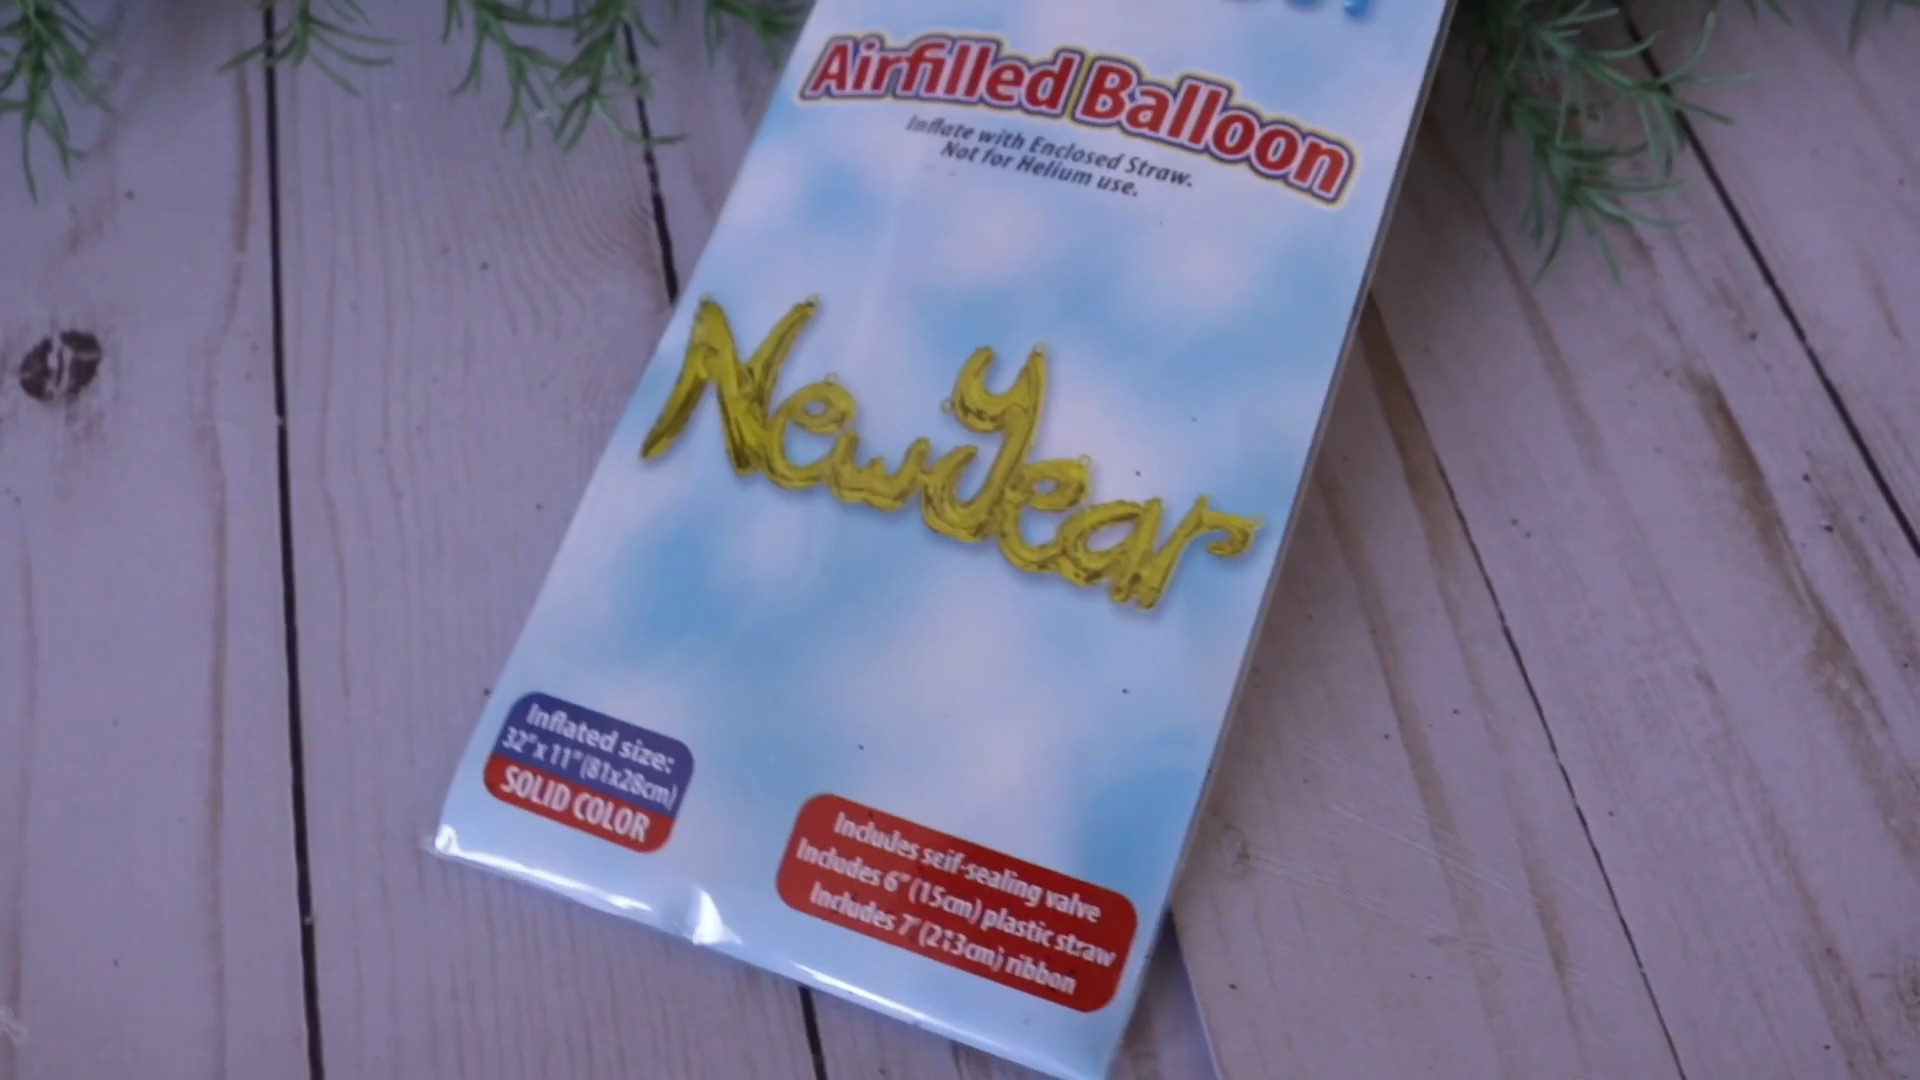 Airfilled Balloon
Inflate with Enclosed Straw.
Not for Helium use.
New Year
Inflated size:
32"x 11" (81x28cm)
SOLID COLOR
Includes self-sealing valve
Includes 6" (15cm) plastic straw
Includes 7' (213cm) ribbon